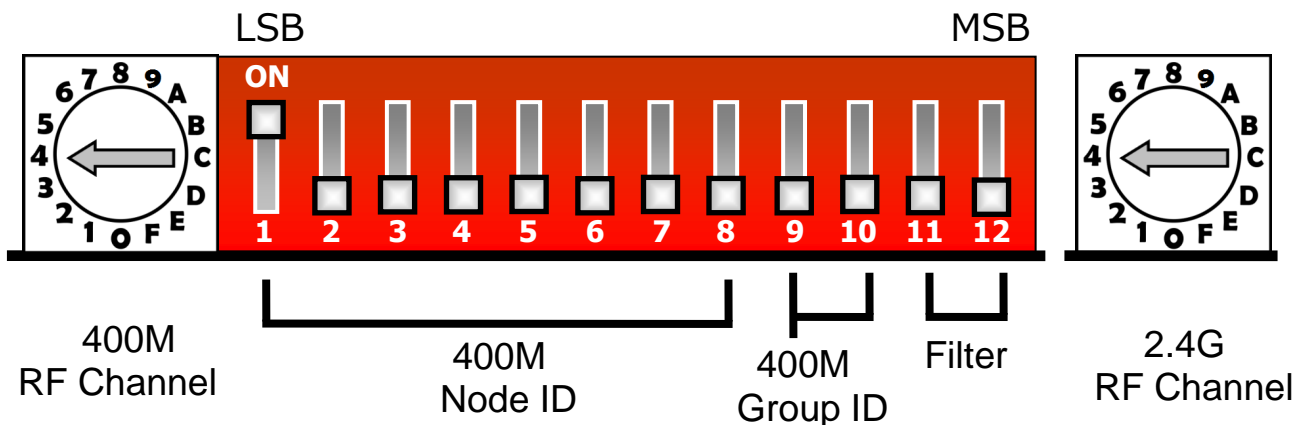 LSB MSB
ON
8
7 9
6 A
5 B
4 C
3 D
2 E
1 0 F
1 2 3 4 5 6 7 8 9 10 11 12
8
7 9
6 A
5 B
4 C
3 D
2 E
1 0 F
400M
RF Channel
400M
Node ID
400M
Group ID
Filter
2.4G
RF Channel